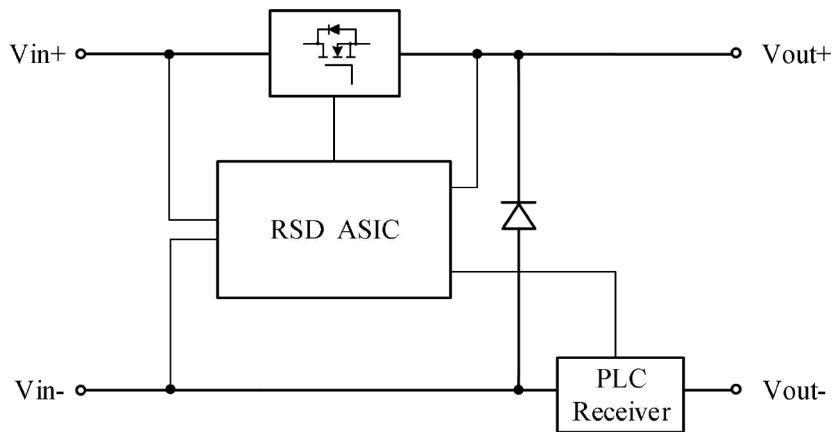 Vin+
Vout+
RSD ASIC
Vin-
PLC
Receiver
Vout-